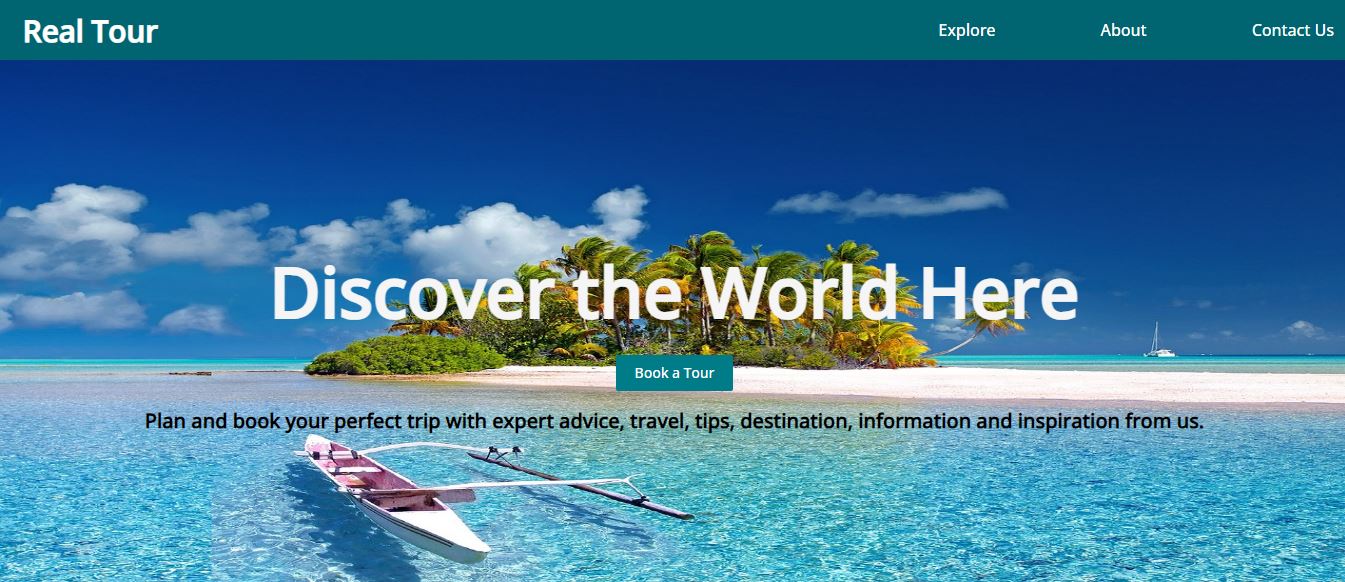 Real Tour
Explore About Contact Us
Discover the World Here
Book a Tour
Plan and book your perfect trip with expert advice, travel, tips, destination, information and inspiration from us.